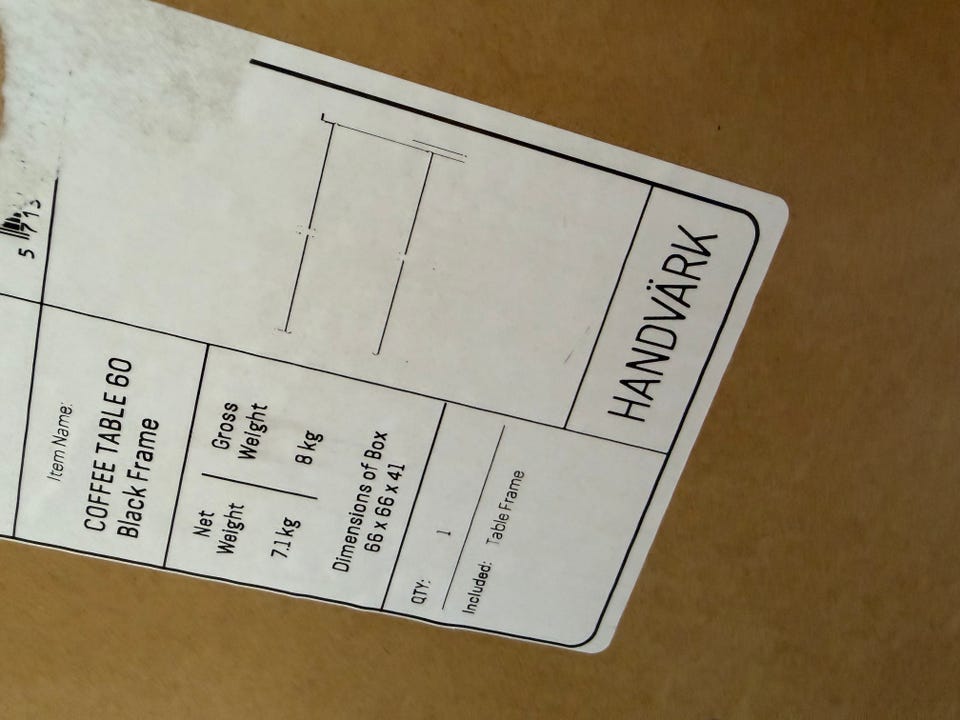 5 713
Item Name:
COFFEE TABLE 60
Black Frame
Net Weight
Gross Weight
7.1 kg
8 kg
Dimensions of Box
66 x 66 x 41
QTY: 1
Included: Table Frame
HANDVÄRK